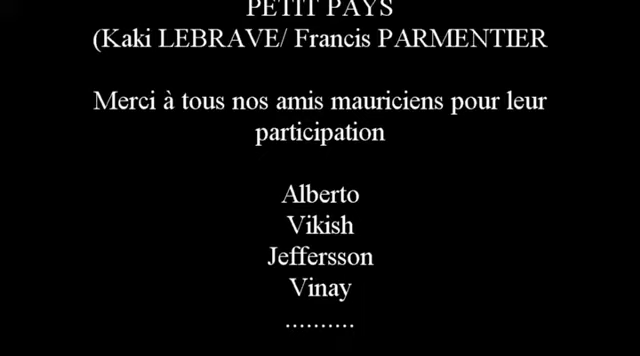 PETIT PAYS
(Kaki LEBRAVE/ Francis PARMENTIER
Merci à tous nos amis mauriciens pour leur
participation
Alberto
Vikish
Jeffersson
Vinay
..........